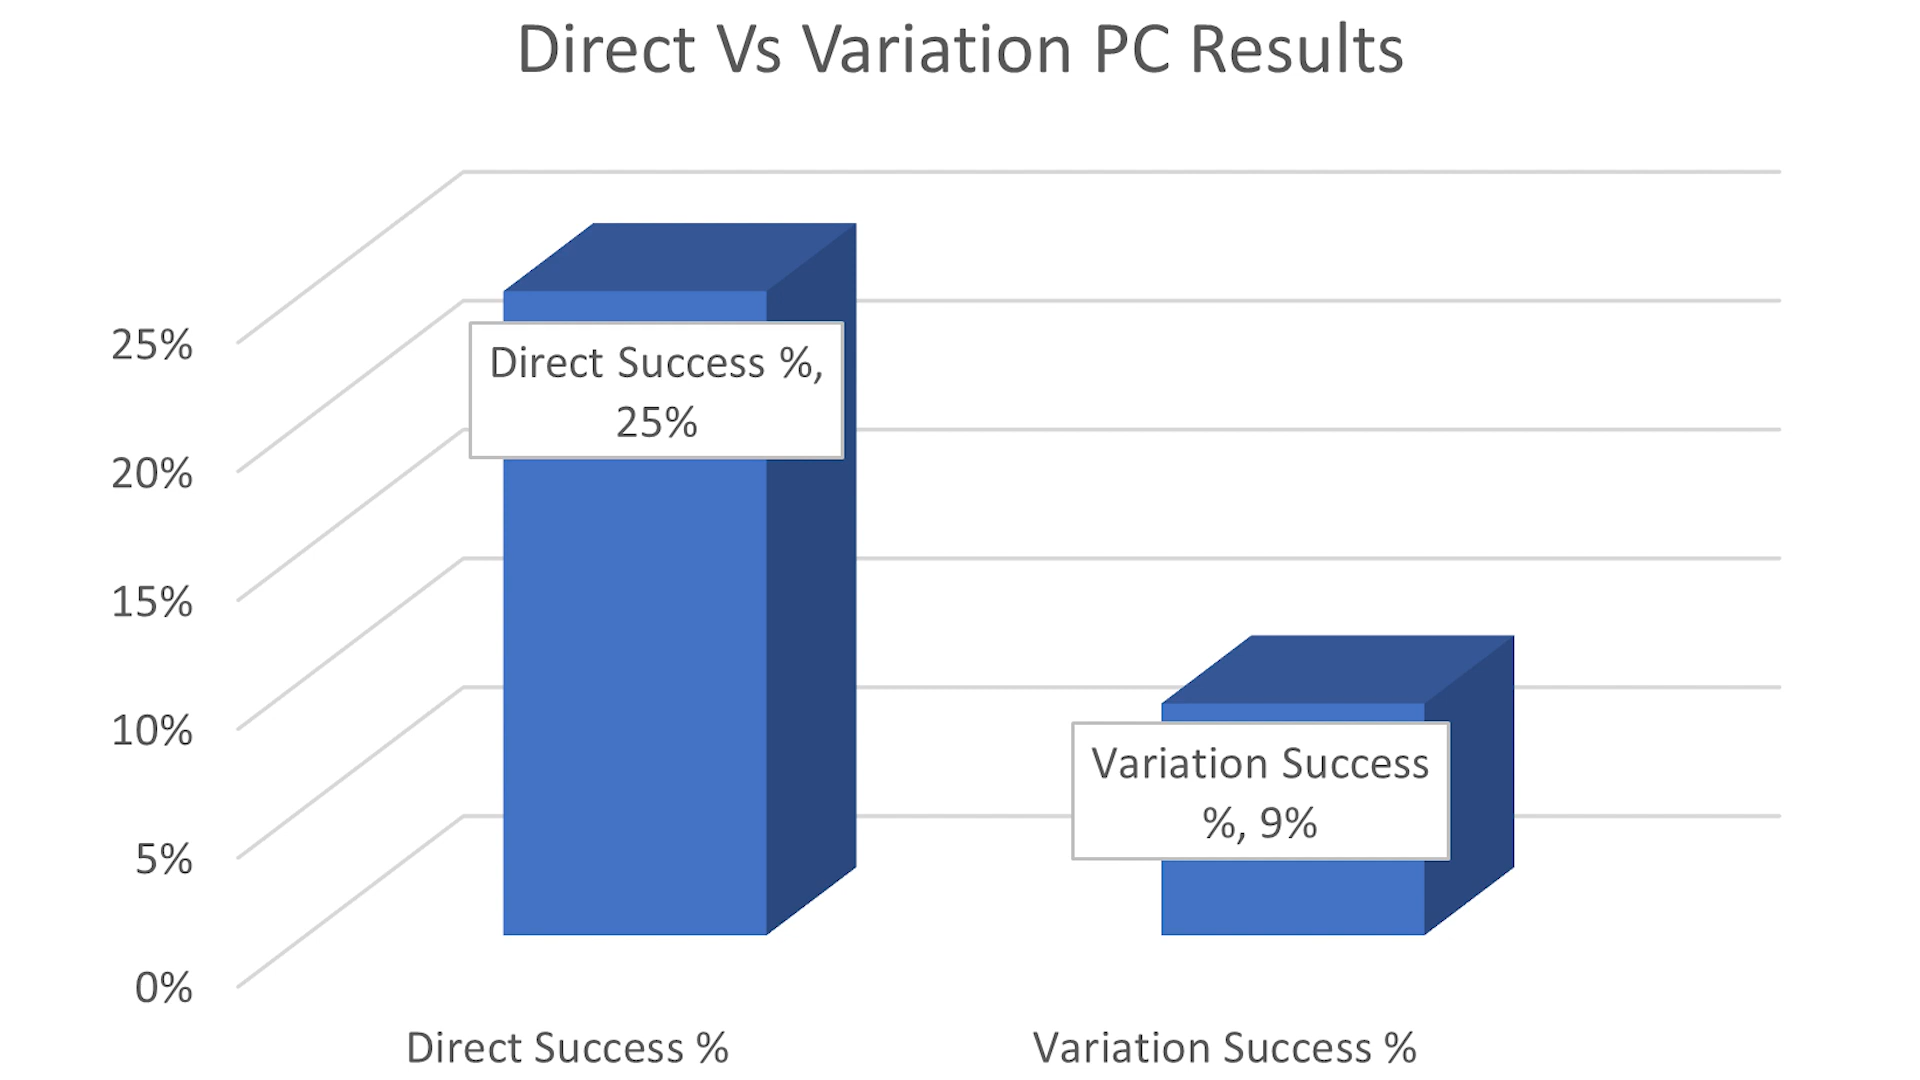 Direct Vs Variation PC Results
25%
20%
15%
10%
5%
0%
Direct Success %,
25%
Variation Success
%, 9%
Direct Success %
Variation Success %